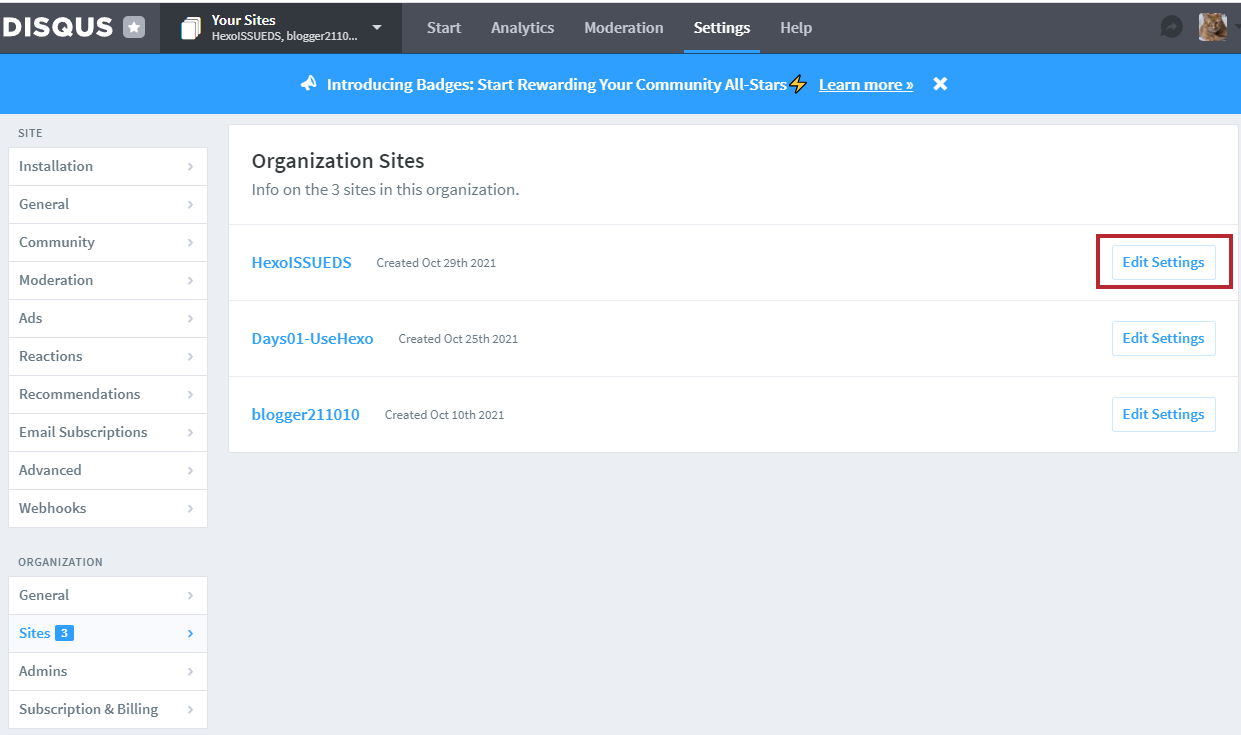 DISQUS
Your Sites
HexoISSUEDS, blogger2110...
Start
Analytics
Moderation
Settings
Help
Introducing Badges: Start Rewarding Your Community All-Stars⚡ Learn more »
SITE
Installation
General
Community
Moderation
Ads
Reactions
Recommendations
Email Subscriptions
Advanced
Webhooks
ORGANIZATION
General
Sites 3
Admins
Subscription & Billing
Organization Sites
Info on the 3 sites in this organization.
HexoISSUEDS Created Oct 29th 2021 Edit Settings
Days01-UseHexo Created Oct 25th 2021 Edit Settings
blogger211010 Created Oct 10th 2021 Edit Settings